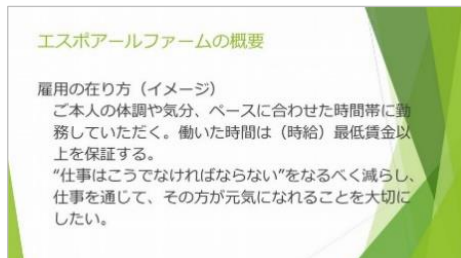 エスポアールファームの概要
雇用の在り方（イメージ）
ご本人の体調や気分、ペースに合わせた時間帯に勤
務していただく。働いた時間は（時給）最低賃金以
上を保証する。
“仕事はこうでなければならない”をなるべく減らし、
仕事を通じて、その方が元気になれることを大切に
したい。